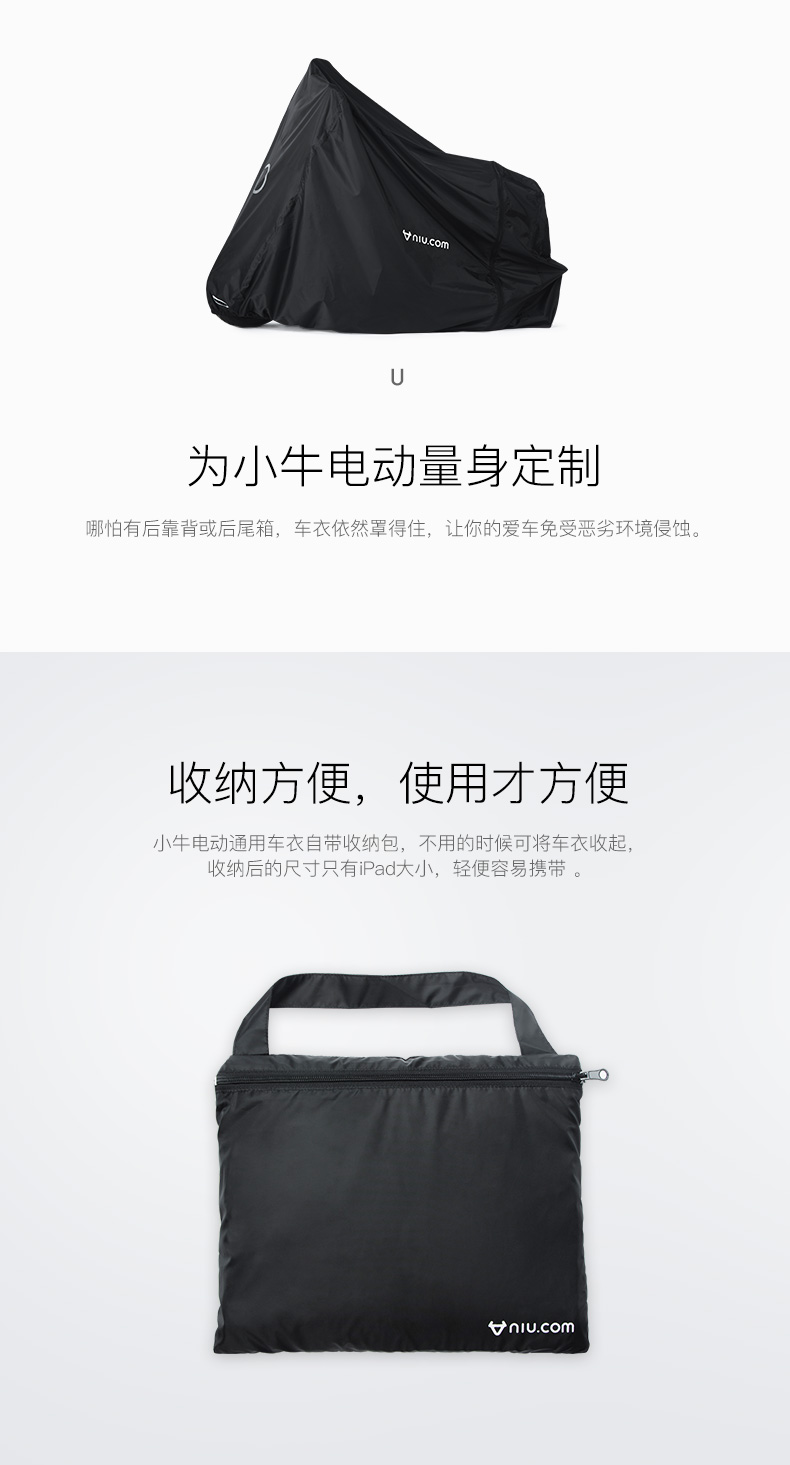 niu.com
U
为小牛电动量身定制
哪怕有后靠背或后尾箱，车衣依然罩得住，让你的爱车免受恶劣环境侵蚀。
收纳方便，使用才方便
小牛电动通用车衣自带收纳包，不用的时候可将车衣收起，
收纳后的尺寸只有iPad大小，轻便容易携带 。
niu.com